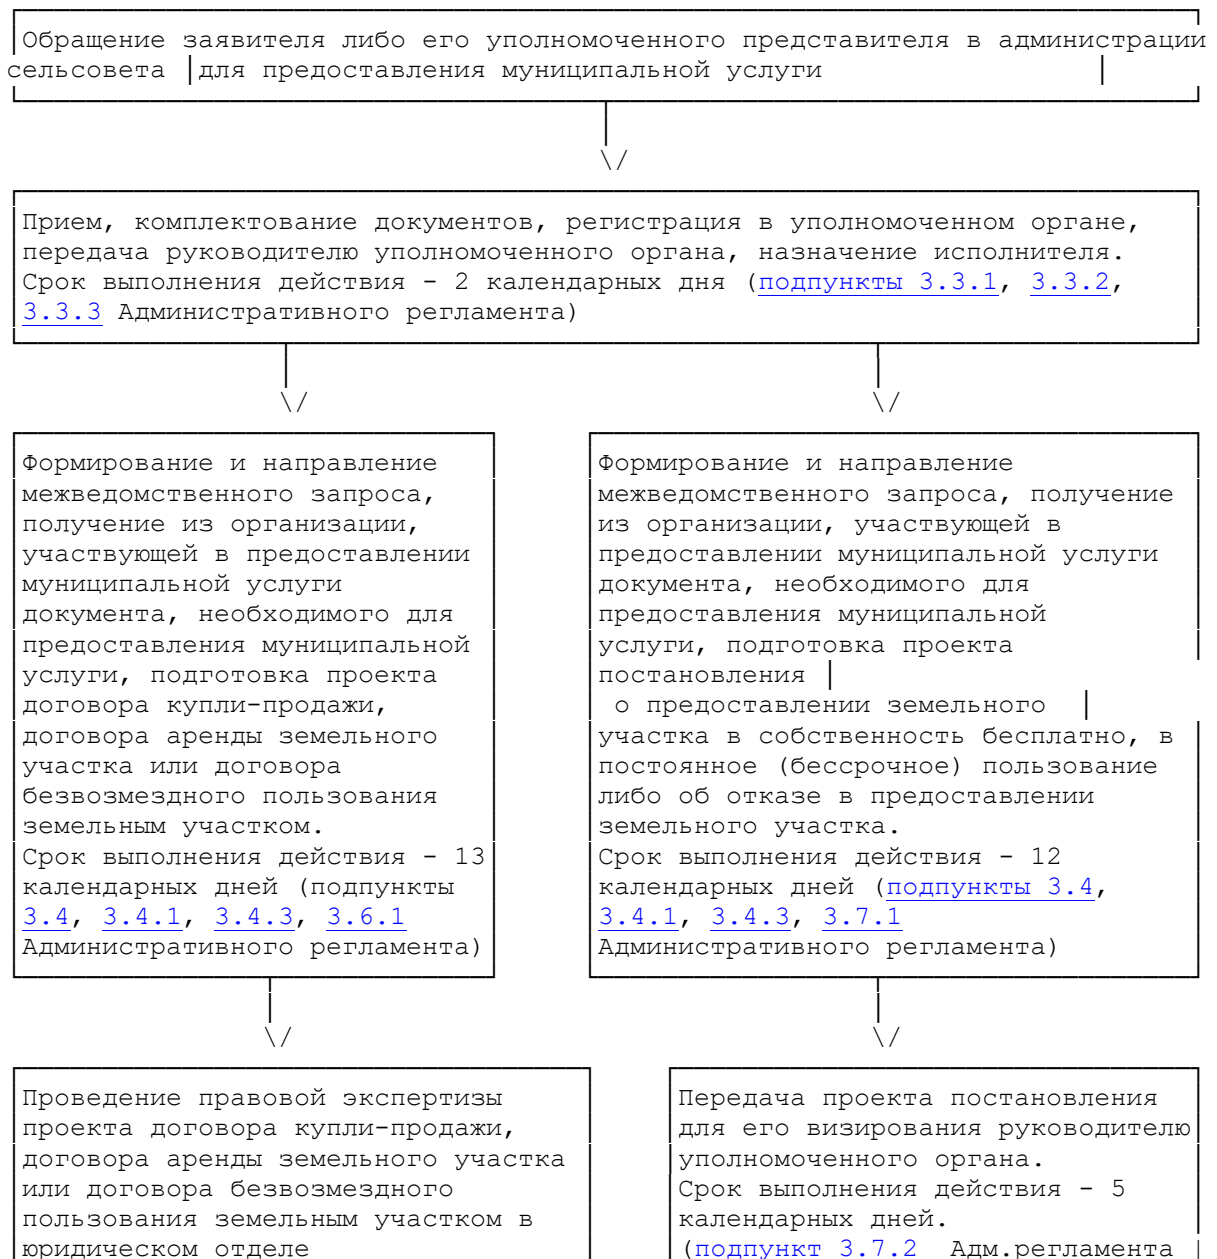 Обращение заявителя либо его уполномоченного представителя в администрации
сельсовета для предоставления муниципальной услуги
Прием, комплектование документов, регистрация в уполномоченном органе,
передача руководителю уполномоченного органа, назначение исполнителя.
Срок выполнения действия - 2 календарных дня (подпункты 3.3.1, 3.3.2,
3.3.3 Административного регламента)
Формирование и направление
межведомственного запроса,
получение из организации,
участвующей в предоставлении
муниципальной услуги
документа, необходимого для
предоставления муниципальной
услуги, подготовка проекта
договора купли-продажи,
договора аренды земельного
участка или договора
безвозмездного пользования
земельным участком.
Срок выполнения действия - 13
календарных дней (подпункты
3.4, 3.4.1, 3.4.3, 3.6.1
Административного регламента)
Формирование и направление
межведомственного запроса, получение
из организации, участвующей в
предоставлении муниципальной услуги
документа, необходимого для
предоставления муниципальной
услуги, подготовка проекта
постановления
о предоставлении земельного
участка в собственность бесплатно, в
постоянное (бессрочное) пользование
либо об отказе в предоставлении
земельного участка.
Срок выполнения действия - 12
календарных дней (подпункты 3.4,
3.4.1, 3.4.3, 3.7.1
Административного регламента)
Проведение правовой экспертизы
проекта договора купли-продажи,
договора аренды земельного участка
или договора безвозмездного
пользования земельным участком в
юридическом отделе
Передача проекта постановления
для его визирования руководителю
уполномоченного органа.
Срок выполнения действия - 5
календарных дней.
(подпункт 3.7.2 Адм.регламента